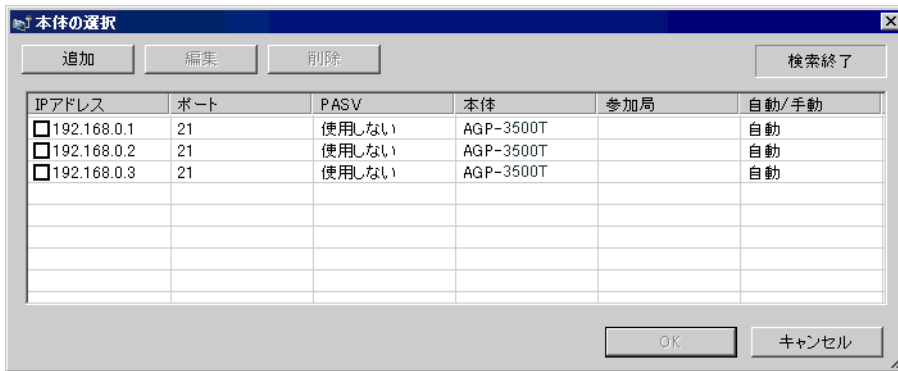 本体の選択
追加 編集 削除 検索終了
IPアドレス ポート PASV 本体 参加局 自動/手動
192.168.0.1 21 使用しない AGP-3500T 自動
192.168.0.2 21 使用しない AGP-3500T 自動
192.168.0.3 21 使用しない AGP-3500T 自動
OK キャンセル